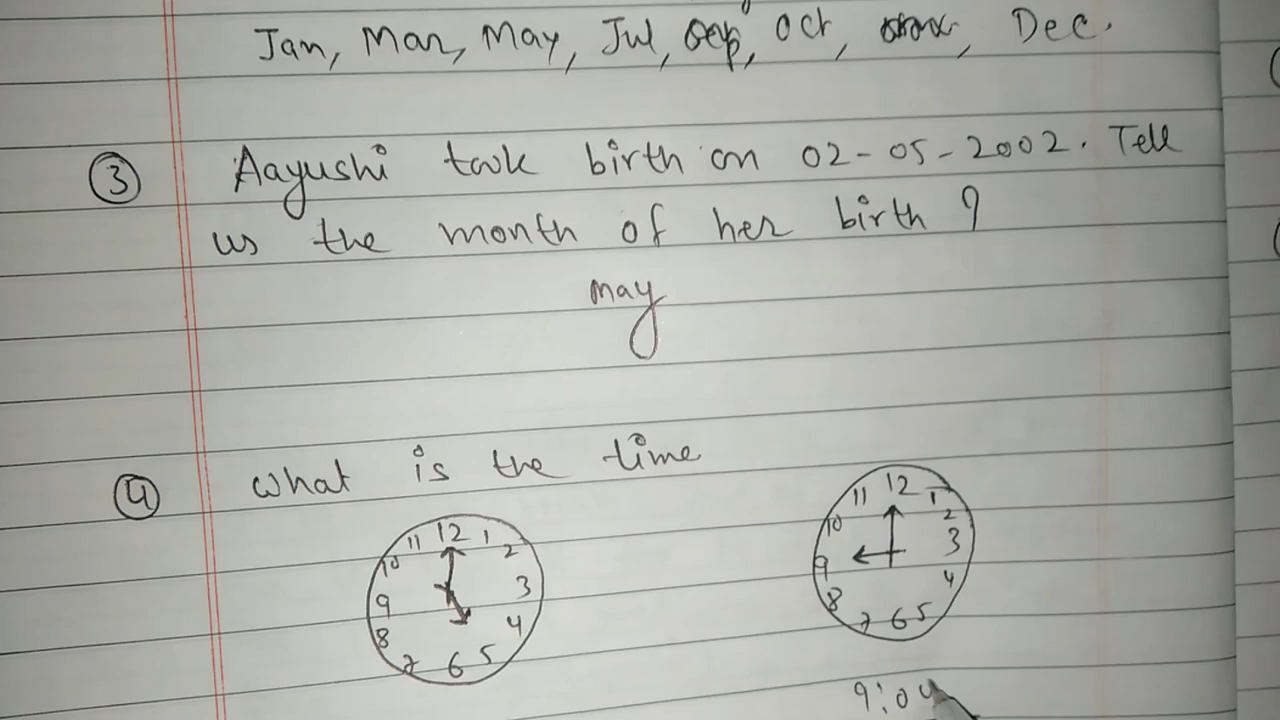 Jan, Mar, May, Jul, Sep, Oct, Dec.
③ Aayushi took birth on 02-05-2002. Tell
us the month of her birth ?
may
④ What is the time
12 1 2 3 4 5 6 7 8 9 10 11
12 1 2 3 4 5 6 7 8 9 10 11
9:0